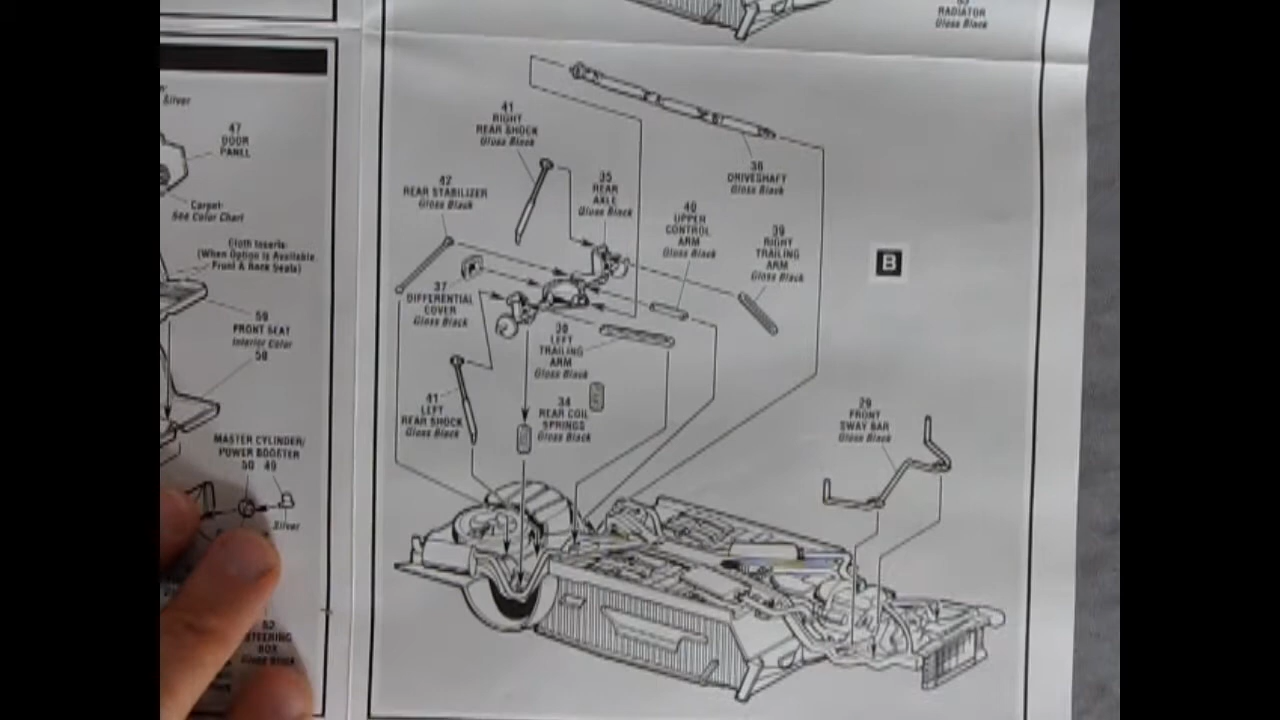 RADIATOR
Gloss Black
Silver
47
DOOR
PANEL
Carpet-
See Color Chart
Cloth Inserts
(When Option is Available
Front & Back Seats)
59
FRONT SEAT
Interior Color
58
MASTER CYLINDER/
POWER BOOSTER
50 49
Silver
52
STEERING
BOX
Gloss Black
41
RIGHT
REAR SHOCK
Gloss Black
36
DRIVESHAFT
Gloss Black
42
REAR STABILIZER
Gloss Black
35
REAR
AXLE
Gloss Black
40
UPPER
CONTROL
ARM
Gloss Black
39
RIGHT
TRAILING
ARM
Gloss Black
B
37
DIFFERENTIAL
COVER
Gloss Black
LEFT
TRAILING
ARM
Gloss Black
41
LEFT
REAR SHOCK
Gloss Black
34
REAR COIL
SPRINGS
Gloss Black
29
FRONT
SWAY BAR
Gloss Black